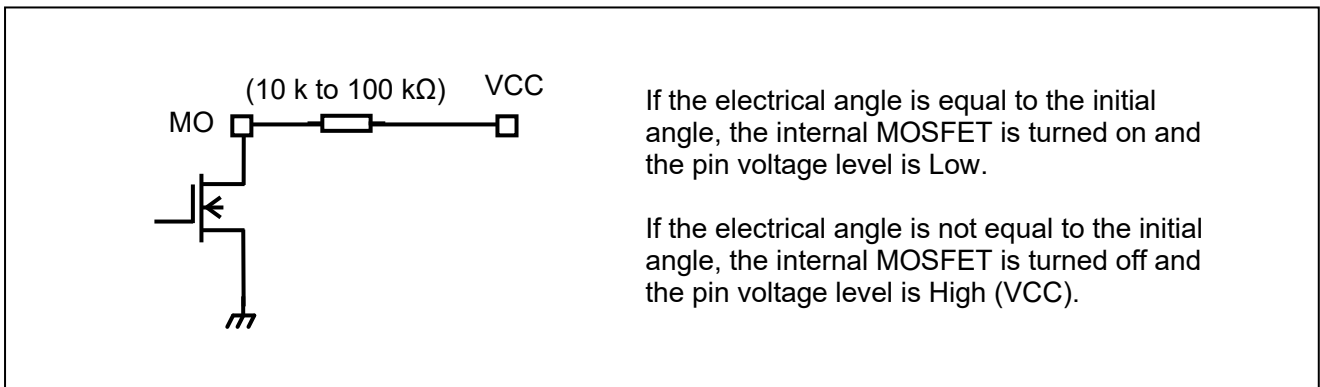 (10 k to 100 kΩ)
VCC
MO
If the electrical angle is equal to the initial
angle, the internal MOSFET is turned on and
the pin voltage level is Low.
If the electrical angle is not equal to the initial
angle, the internal MOSFET is turned off and
the pin voltage level is High (VCC).